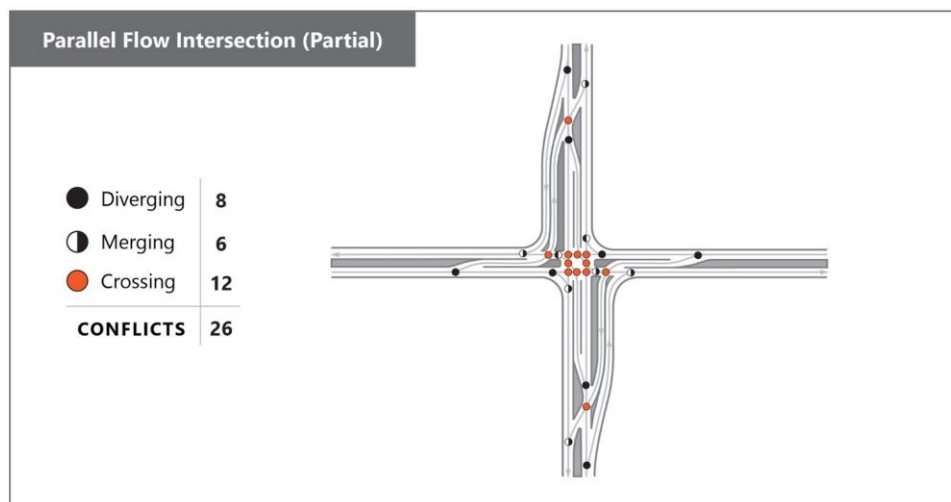 Parallel Flow Intersection (Partial)
Diverging 8
Merging 6
Crossing 12
CONFLICTS 26